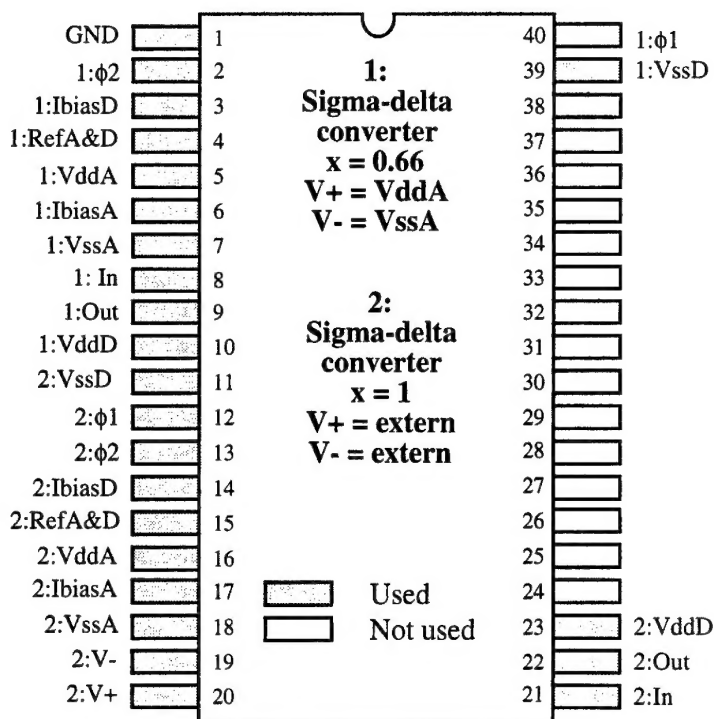 GND 1
1:ϕ2 2
1:IbiasD 3
1:RefA&D 4
1:VddA 5
1:IbiasA 6
1:VssA 7
1: In 8
1:Out 9
1:VddD 10
2:VssD 11
2:ϕ1 12
2:ϕ2 13
2:IbiasD 14
2:RefA&D 15
2:VddA 16
2:IbiasA 17
2:VssA 18
2:V- 19
2:V+ 20
1:
Sigma-delta
converter
x = 0.66
V+ = VddA
V- = VssA
2:
Sigma-delta
converter
x = 1
V+ = extern
V- = extern
Used
Not used
40 1:ϕ1
39 1:VssD
38
37
36
35
34
33
32
31
30
29
28
27
26
25
24
23 2:VddD
22 2:Out
21 2:In